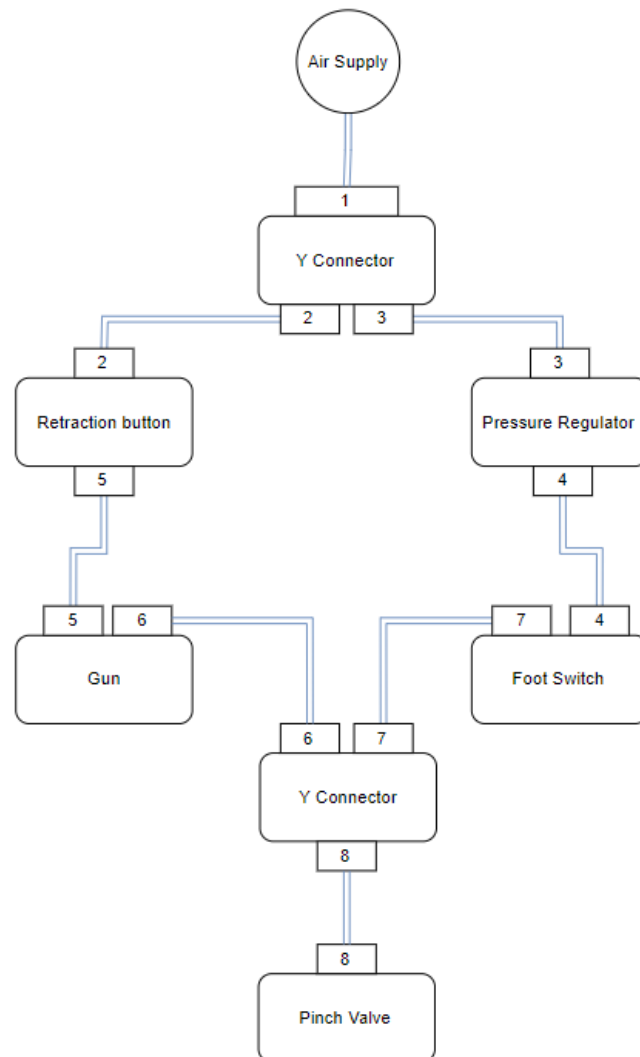 Air Supply
1
Y Connector
2
3
2
3
Retraction button
Pressure Regulator
5
4
5
6
7
4
Gun
Foot Switch
6
7
Y Connector
8
8
Pinch Valve